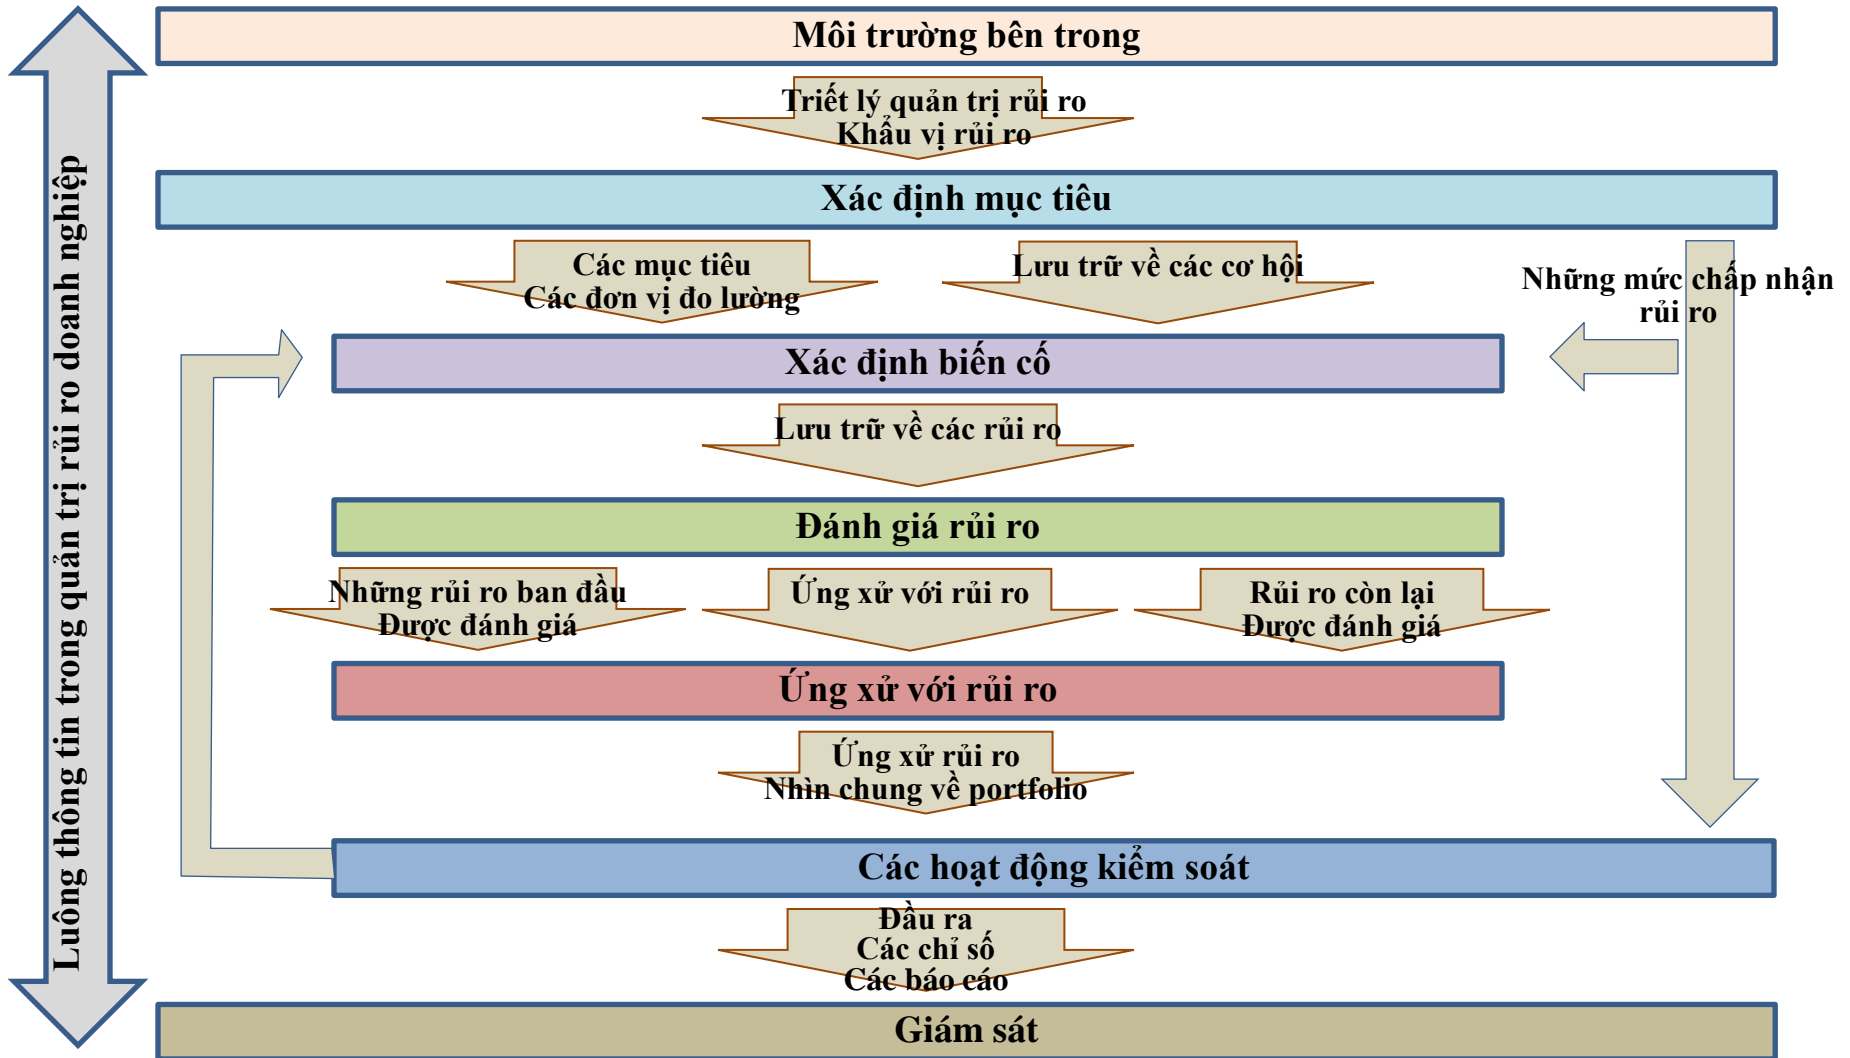 Luông thông tin trong quản trị rủi ro doanh nghiệp
Môi trường bên trong
Triết lý quản trị rủi ro
Khẩu vị rủi ro
Xác định mục tiêu
Các mục tiêu
Các đơn vị đo lường
Lưu trữ về các cơ hội
Những mức chấp nhận
rủi ro
Xác định biến cố
Lưu trữ về các rủi ro
Đánh giá rủi ro
Những rủi ro ban đầu
Được đánh giá
Ứng xử với rủi ro
Rủi ro còn lại
Được đánh giá
Ứng xử với rủi ro
Ứng xử rủi ro
Nhìn chung về portfolio
Các hoạt động kiểm soát
Đầu ra
Các chỉ số
Các báo cáo
Giám sát